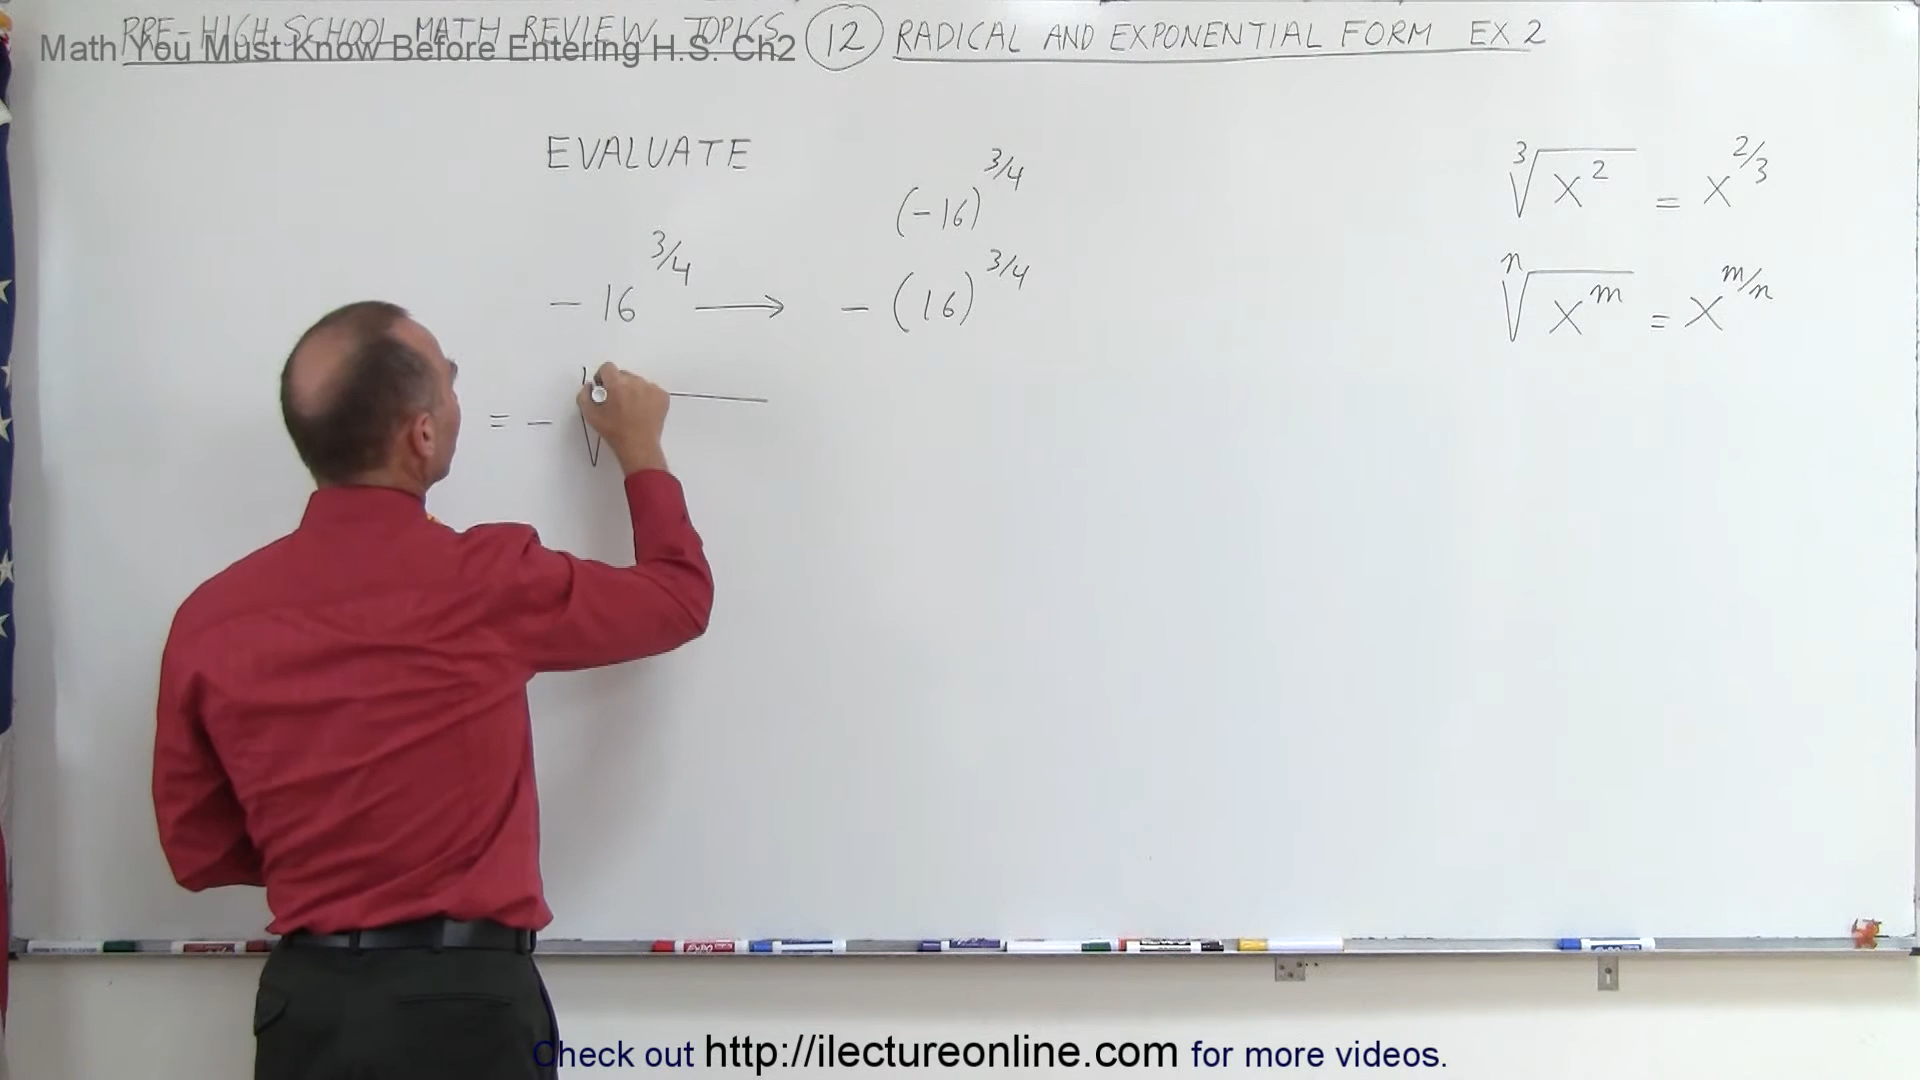 PRE-HIGH SCHOOL MATH REVIEW TOPICS 12 RADICAL AND EXPONENTIAL FORM EX 2
Math You Must Know Before Entering H.S. Ch2
EVALUATE
(-16)^3/4
-16^3/4 → -(16)^3/4
= - √
³√x² = x^2/3
ⁿ√x^m = x^m/n
Check out http://ilectureonline.com for more videos.